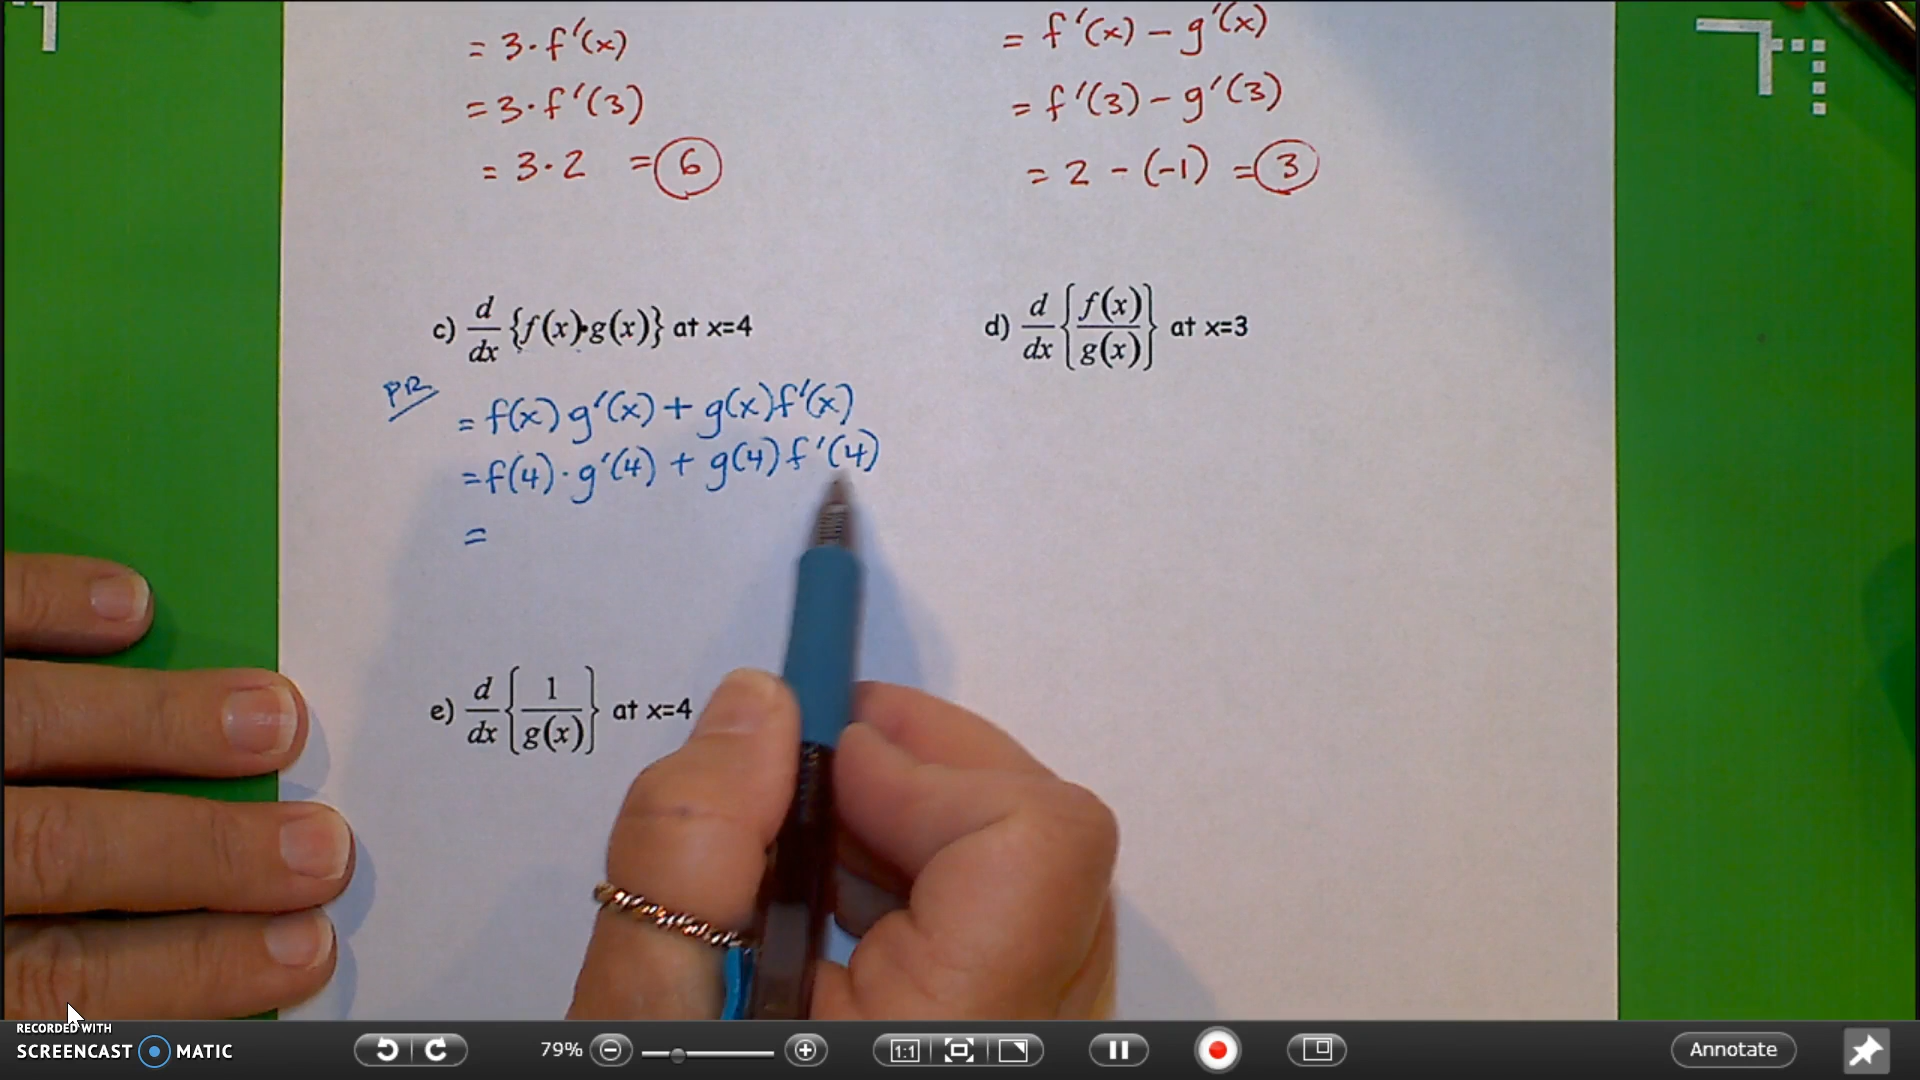 = 3·f'(x)
= 3·f'(3)
= 3·2 = 6
= f'(x) – g'(x)
= f'(3) – g'(3)
= 2 – (-1) = 3
c) d/dx {f(x)·g(x)} at x=4
PR
= f(x) g'(x) + g(x) f'(x)
= f(4)·g'(4) + g(4) f'(4)
=
d) d/dx {f(x)/g(x)} at x=3
e) d/dx {1/g(x)} at x=4
RECORDED WITH
SCREENCAST MATIC
79%
1:1
Annotate